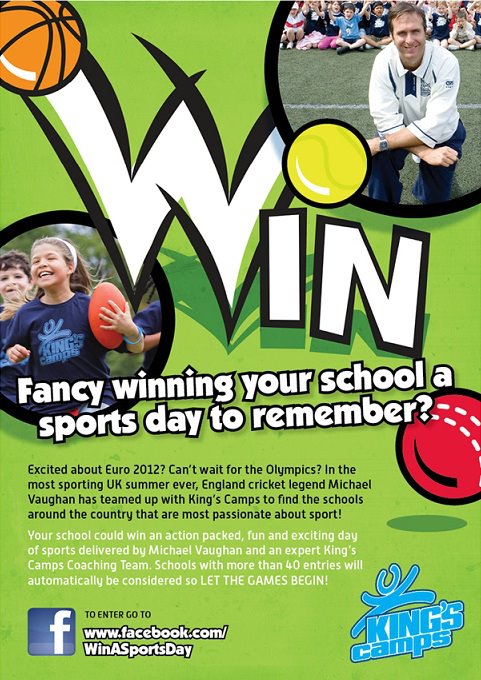 WIN
KING'S
camps
Fancy winning your school a
sports day to remember?
Excited about Euro 2012? Can't wait for the Olympics? In the
most sporting UK summer ever, England cricket legend Michael
Vaughan has teamed up with King's Camps to find the schools
around the country that are most passionate about sport!
Your school could win an action packed, fun and exciting day
of sports delivered by Michael Vaughan and an expert King's
Camps Coaching Team. Schools with more than 40 entries will
automatically be considered so LET THE GAMES BEGIN!
f
TO ENTER GO TO
www.facebook.com/
WinASportsDay
KING'S
camps